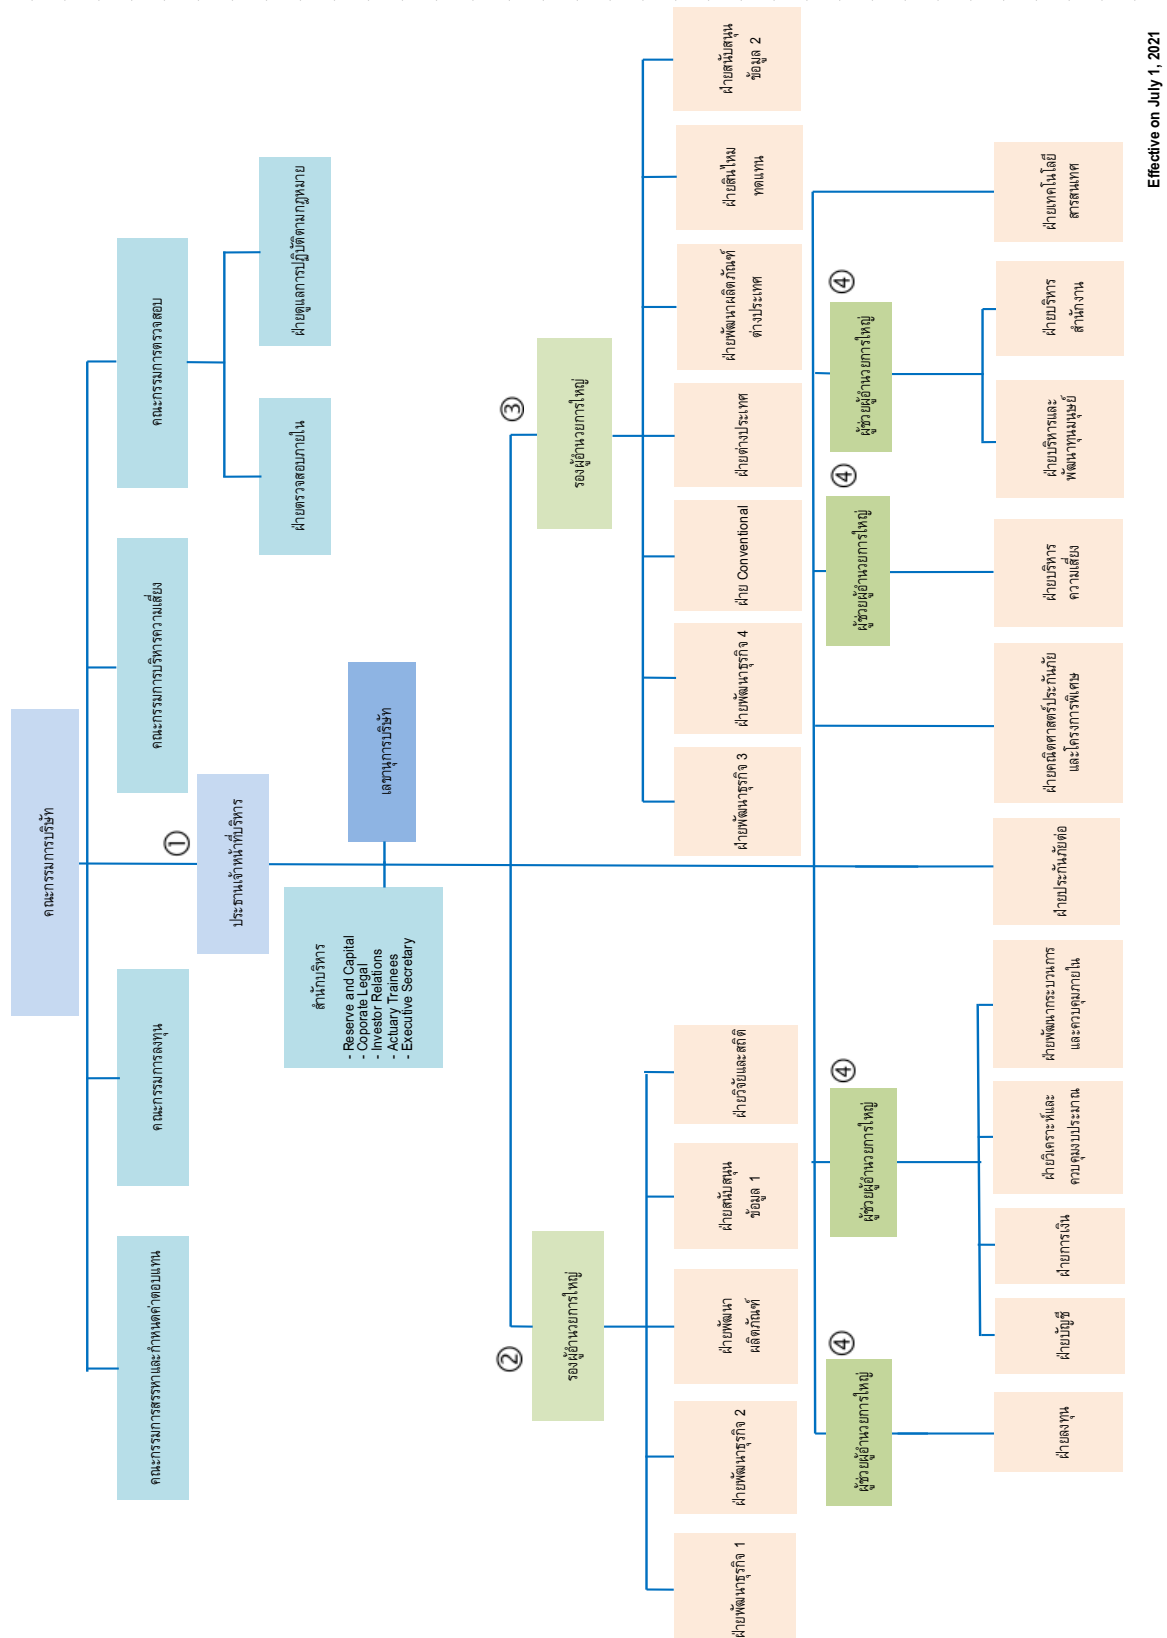 คณะกรรมการบริษัท
คณะกรรมการสรรหาและกำหนดค่าตอบแทน
คณะกรรมการลงทุน
คณะกรรมการบริหารความเสี่ยง
คณะกรรมการตรวจสอบ
①
ประธานเจ้าหน้าที่บริหาร
ฝ่ายตรวจสอบภายใน
ฝ่ายดูแลการปฏิบัติตามกฎหมาย
สำนักบริหาร
- Reserve and Capital
- Coporate Legal
- Investor Relations
- Actuary Trainees
- Executive Secretary
เลขานุการบริษัท
②
รองผู้อำนวยการใหญ่
③
รองผู้อำนวยการใหญ่
ฝ่ายพัฒนาธุรกิจ 1
ฝ่ายพัฒนาธุรกิจ 2
ฝ่ายพัฒนา
ผลิตภัณฑ์
ฝ่ายสนับสนุน
ข้อมูล 1
ฝ่ายวิจัยและสถิติ
ฝ่ายพัฒนาธุรกิจ 3
ฝ่ายพัฒนาธุรกิจ 4
ฝ่าย Conventional
ฝ่ายต่างประเทศ
ฝ่ายพัฒนาผลิตภัณฑ์
ต่างประเทศ
ฝ่ายสินไหม
ทดแทน
ฝ่ายสนับสนุน
ข้อมูล 2
④
ผู้ช่วยผู้อำนวยการใหญ่
④
ผู้ช่วยผู้อำนวยการใหญ่
④
ผู้ช่วยผู้อำนวยการใหญ่
④
ผู้ช่วยผู้อำนวยการใหญ่
ฝ่ายลงทุน
ฝ่ายบัญชี
ฝ่ายการเงิน
ฝ่ายวิเคราะห์และ
ควบคุมงบประมาณ
ฝ่ายพัฒนากระบวนการ
และควบคุมภายใน
ฝ่ายประกันภัยต่อ
ฝ่ายคณิตศาสตร์ประกันภัย
และโครงการพิเศษ
ฝ่ายบริหาร
ความเสี่ยง
ฝ่ายบริหารและ
พัฒนาทุนมนุษย์
ฝ่ายบริหาร
สำนักงาน
ฝ่ายเทคโนโลยี
สารสนเทศ
Effective on July 1, 2021